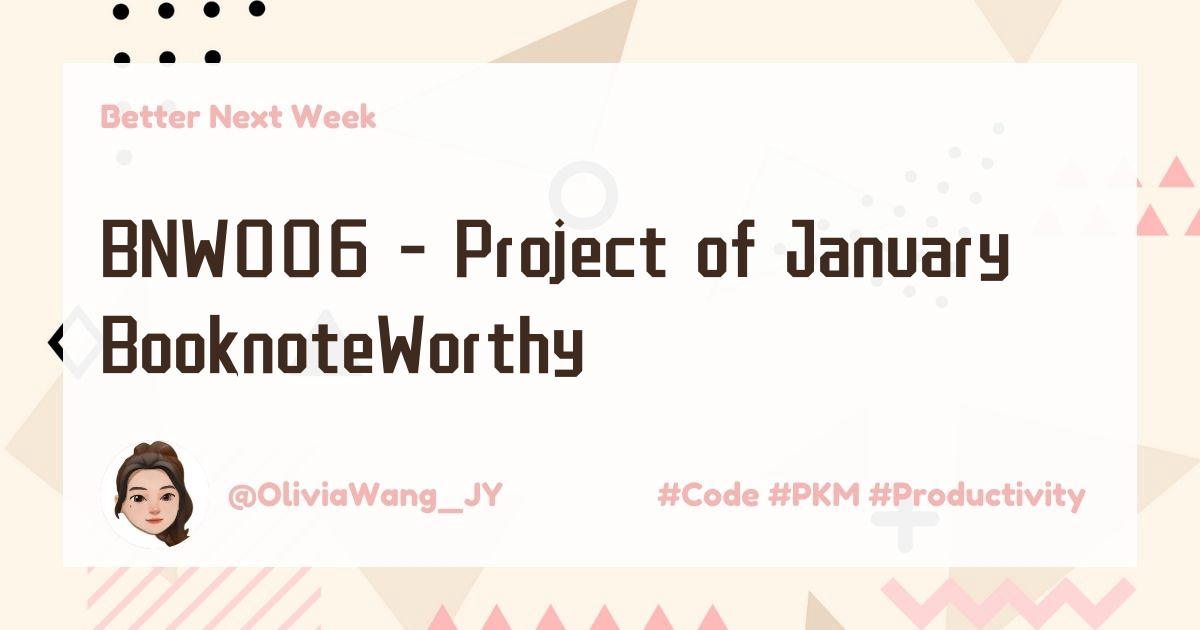 Better Next Week
BNW006 - Project of January
BooknoteWorthy
@OliviaWang_JY
#Code #PKM #Productivity